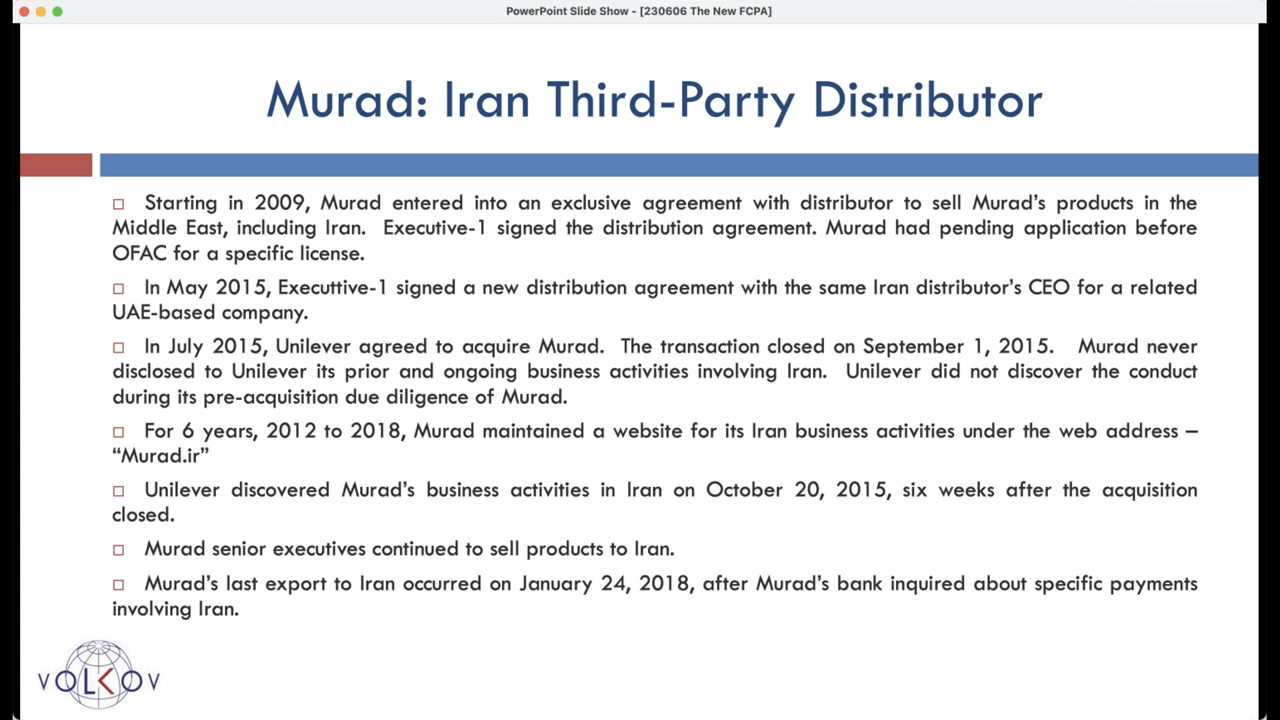 PowerPoint Slide Show - [230606 The New FCPA]
Murad: Iran Third-Party Distributor
Starting in 2009, Murad entered into an exclusive agreement with distributor to sell Murad's products in the
Middle East, including Iran. Executive-1 signed the distribution agreement. Murad had pending application before
OFAC for a specific license.
In May 2015, Executtive-1 signed a new distribution agreement with the same Iran distributor's CEO for a related
UAE-based company.
In July 2015, Unilever agreed to acquire Murad. The transaction closed on September 1, 2015. Murad never
disclosed to Unilever its prior and ongoing business activities involving Iran. Unilever did not discover the conduct
during its pre-acquisition due diligence of Murad.
For 6 years, 2012 to 2018, Murad maintained a website for its Iran business activities under the web address –
“Murad.ir”
Unilever discovered Murad's business activities in Iran on October 20, 2015, six weeks after the acquisition
closed.
Murad senior executives continued to sell products to Iran.
Murad's last export to Iran occurred on January 24, 2018, after Murad's bank inquired about specific payments
involving Iran.
VOLKOV